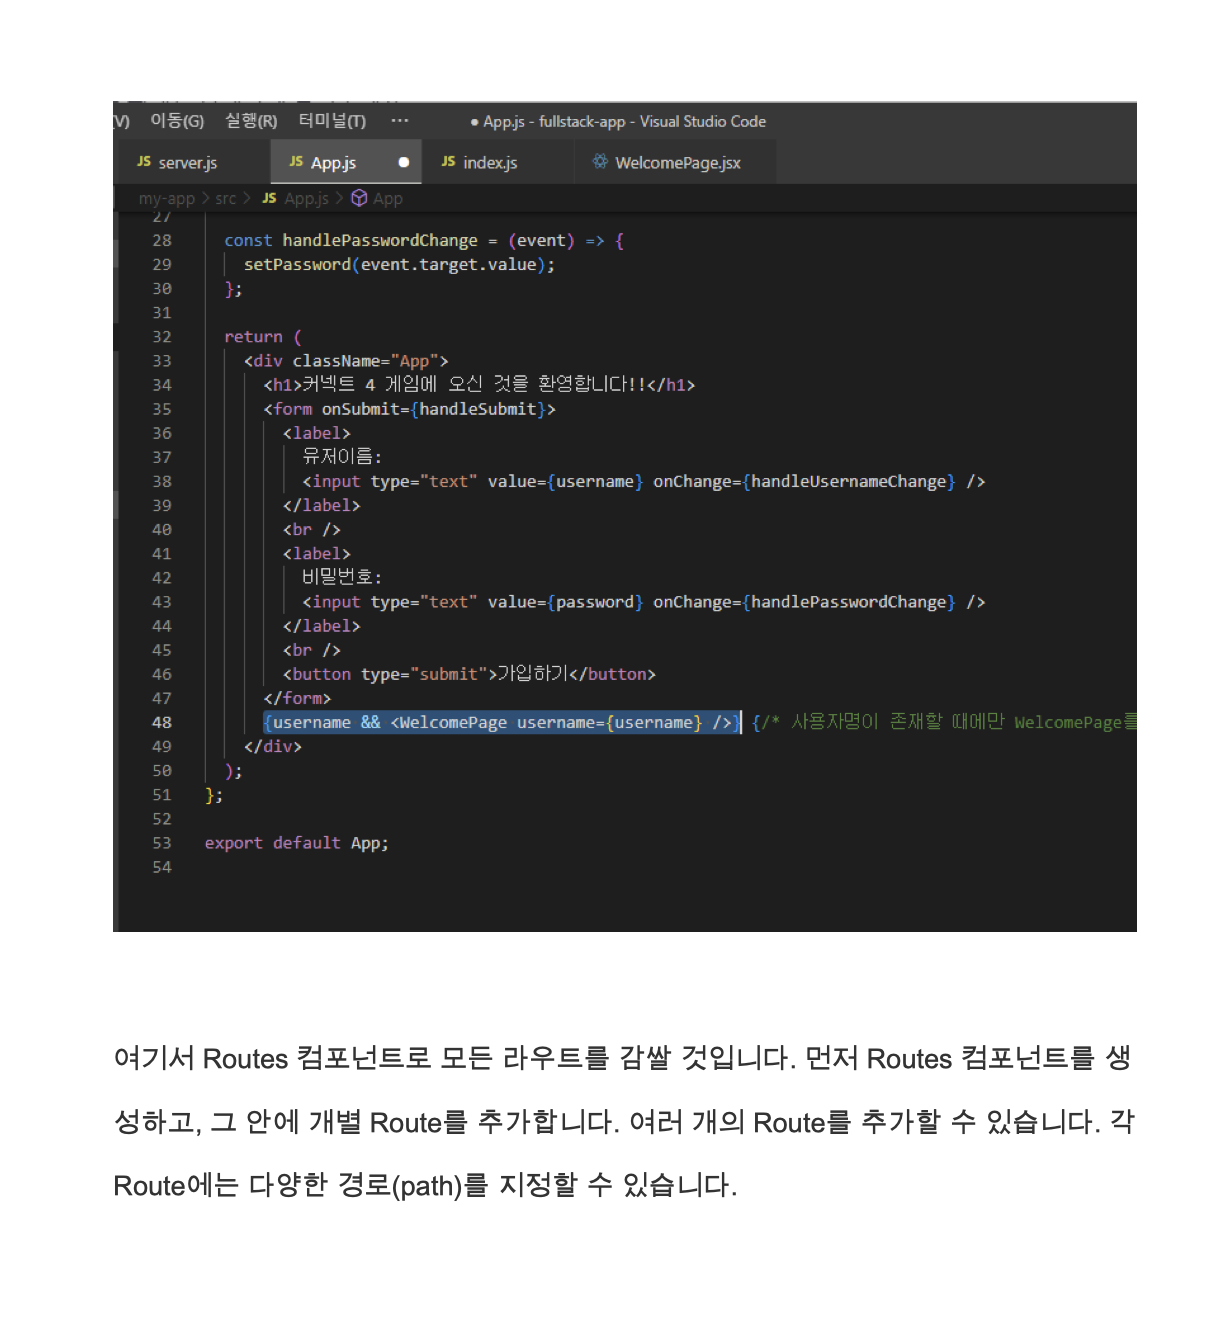 (V) 이동(G) 실행(R) 터미널(T) ··· ● App.js - fullstack-app - Visual Studio Code
JS server.js JS App.js ● JS index.js WelcomePage.jsx
my-app > src > JS App.js > App
27
28 const handlePasswordChange = (event) => {
29 setPassword(event.target.value);
30 };
31
32 return (
33 <div className="App">
34 <h1>커넥트 4 게임에 오신 것을 환영합니다!!</h1>
35 <form onSubmit={handleSubmit}>
36 <label>
37 유저이름:
38 <input type="text" value={username} onChange={handleUsernameChange} />
39 </label>
40 <br />
41 <label>
42 비밀번호:
43 <input type="text" value={password} onChange={handlePasswordChange} />
44 </label>
45 <br />
46 <button type="submit">가입하기</button>
47 </form>
48 {username && <WelcomePage username={username} />} {/* 사용자명이 존재할 때에만 WelcomePage를
49 </div>
50 );
51 };
52
53 export default App;
54
여기서 Routes 컴포넌트로 모든 라우트를 감쌀 것입니다. 먼저 Routes 컴포넌트를 생
성하고, 그 안에 개별 Route를 추가합니다. 여러 개의 Route를 추가할 수 있습니다. 각
Route에는 다양한 경로(path)를 지정할 수 있습니다.